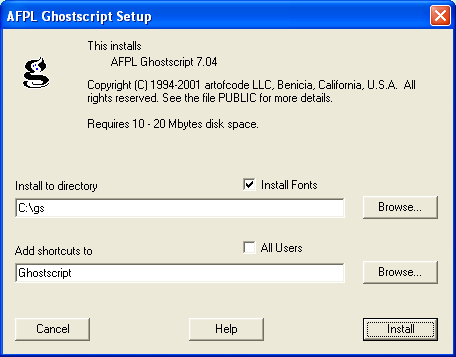 AFPL Ghostscript Setup
This installs
AFPL Ghostscript 7.04
Copyright (C) 1994-2001 artofcode LLC, Benicia, California, U.S.A. All
rights reserved. See the file PUBLIC for more details.
Requires 10 - 20 Mbytes disk space.
Install to directory
Install Fonts
C:\gs
Browse...
Add shortcuts to
All Users
Ghostscript
Browse...
Cancel
Help
Install